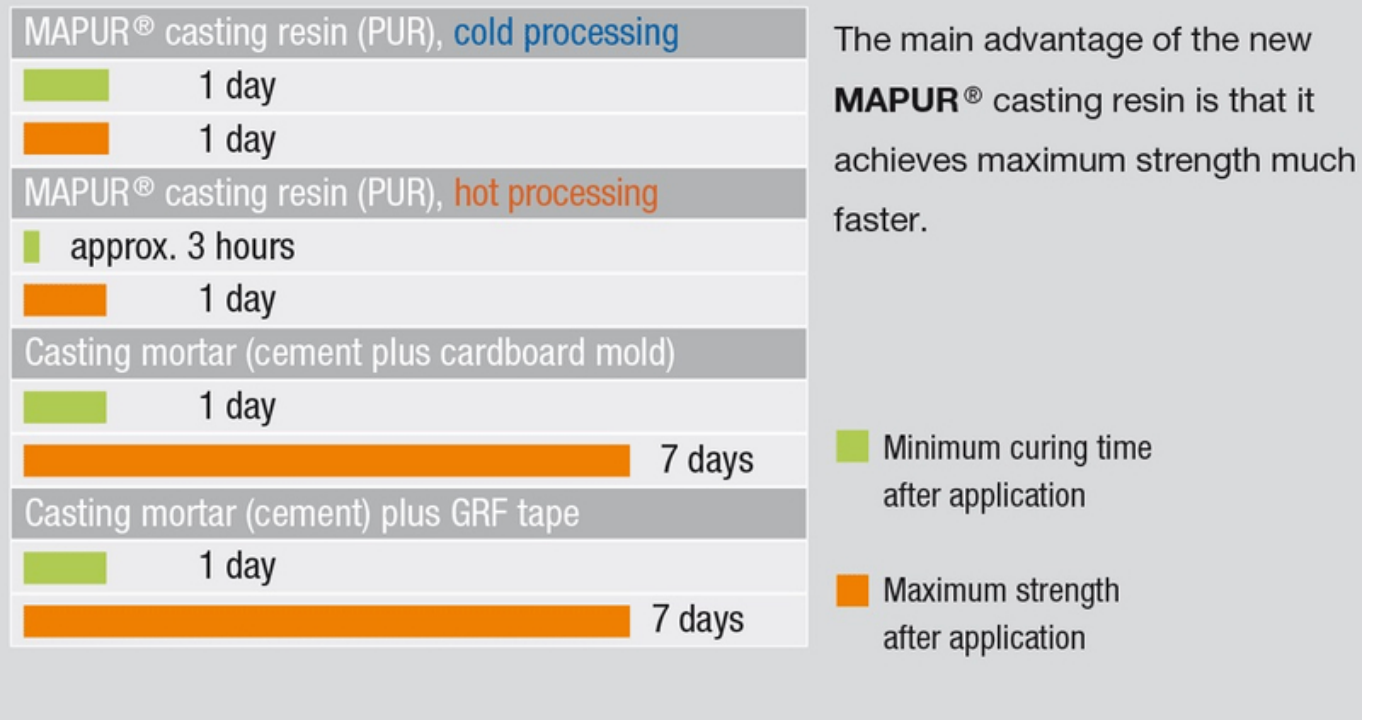 MAPUR® casting resin (PUR), cold processing
1 day
1 day
MAPUR® casting resin (PUR), hot processing
approx. 3 hours
1 day
Casting mortar (cement plus cardboard mold)
1 day
7 days
Casting mortar (cement) plus GRF tape
1 day
7 days
The main advantage of the new
MAPUR® casting resin is that it
achieves maximum strength much
faster.
Minimum curing time
after application
Maximum strength
after application